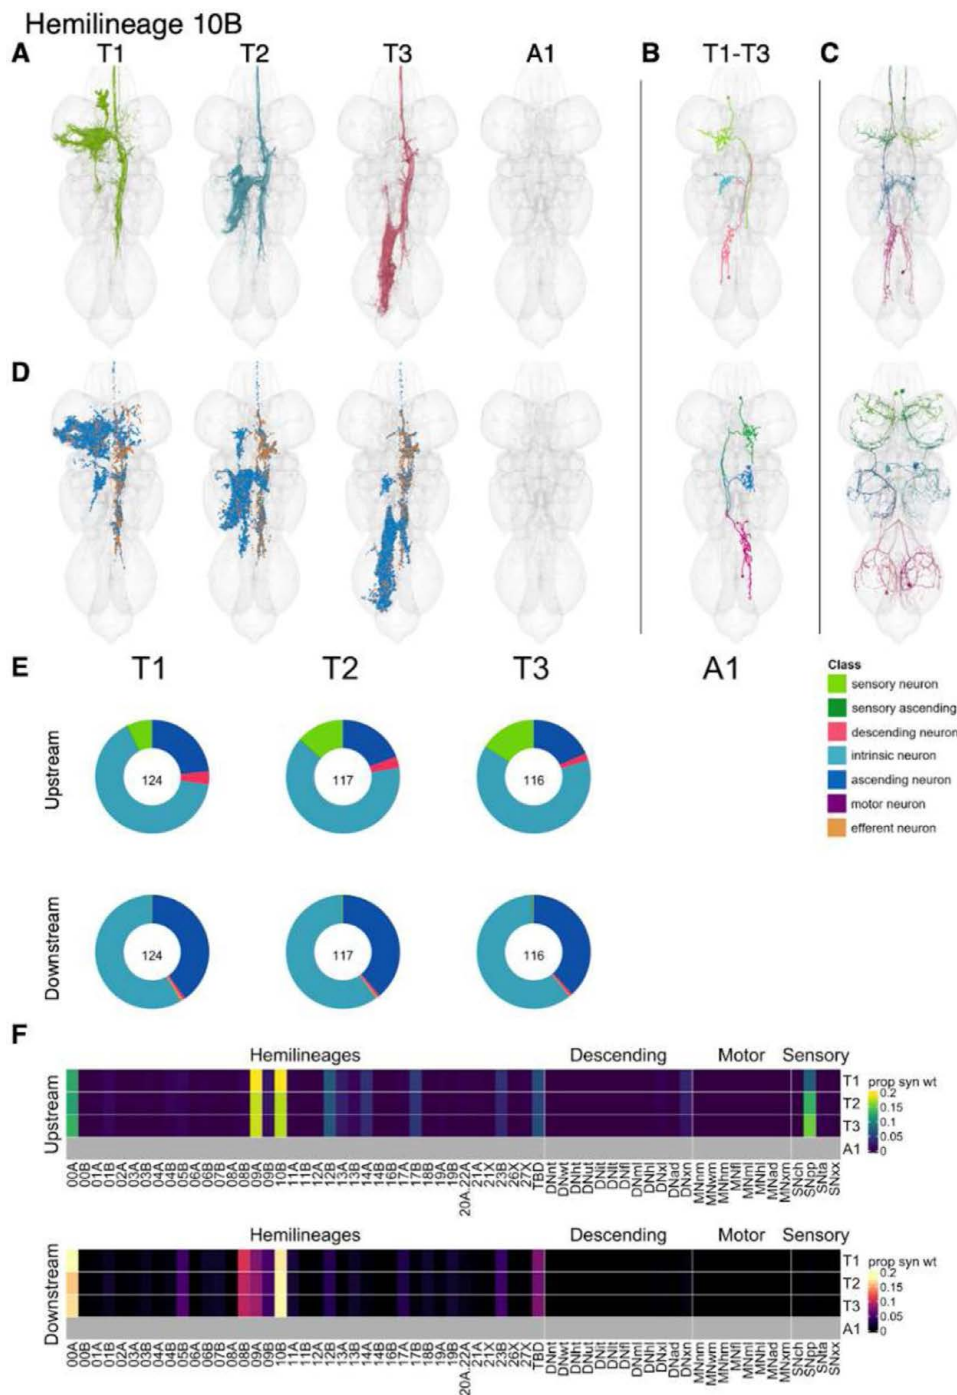 Hemilineage 10B
A T1 T2 T3 A1 B T1-T3 C
D
E T1 T2 T3 A1
Class
sensory neuron
sensory ascending
descending neuron
intrinsic neuron
ascending neuron
motor neuron
efferent neuron
Upstream
124 117 116
Downstream
124 117 116
F
Hemilineages Descending Motor Sensory
Upstream
T1
T2
T3
A1
prop syn wt
0.2
0.15
0.1
0.05
0
00A 00B 01A 01B 02A 03A 03B 04A 04B 05B 06A 06B 07B 08A 08B 09A 09B 10B 11A 11B 12A 12B 13A 13B 14A 14B 16B 17A 17B 18B 19A 19B 20A.22A 21A 21X 23B 26X 27X TBD DNnt DNwt DNht DNut DNit DNlt DNfl DNml DNhl DNxl DNad DNxn MNnm MNwm MNhm MNfl MNml MNhl MNad MNxm SNch SNpp SNta SNxx
Hemilineages Descending Motor Sensory
Downstream
T1
T2
T3
A1
prop syn wt
0.2
0.15
0.1
0.05
0
00A 00B 01A 01B 02A 03A 03B 04A 04B 05B 06A 06B 07B 08A 08B 09A 09B 10B 11A 11B 12A 12B 13A 13B 14A 14B 16B 17A 17B 18B 19A 19B 20A.22A 21A 21X 23B 26X 27X TBD DNnt DNwt DNht DNut DNit DNlt DNfl DNml DNhl DNxl DNad DNxn MNnm MNwm MNhm MNfl MNml MNhl MNad MNxm SNch SNpp SNta SNxx